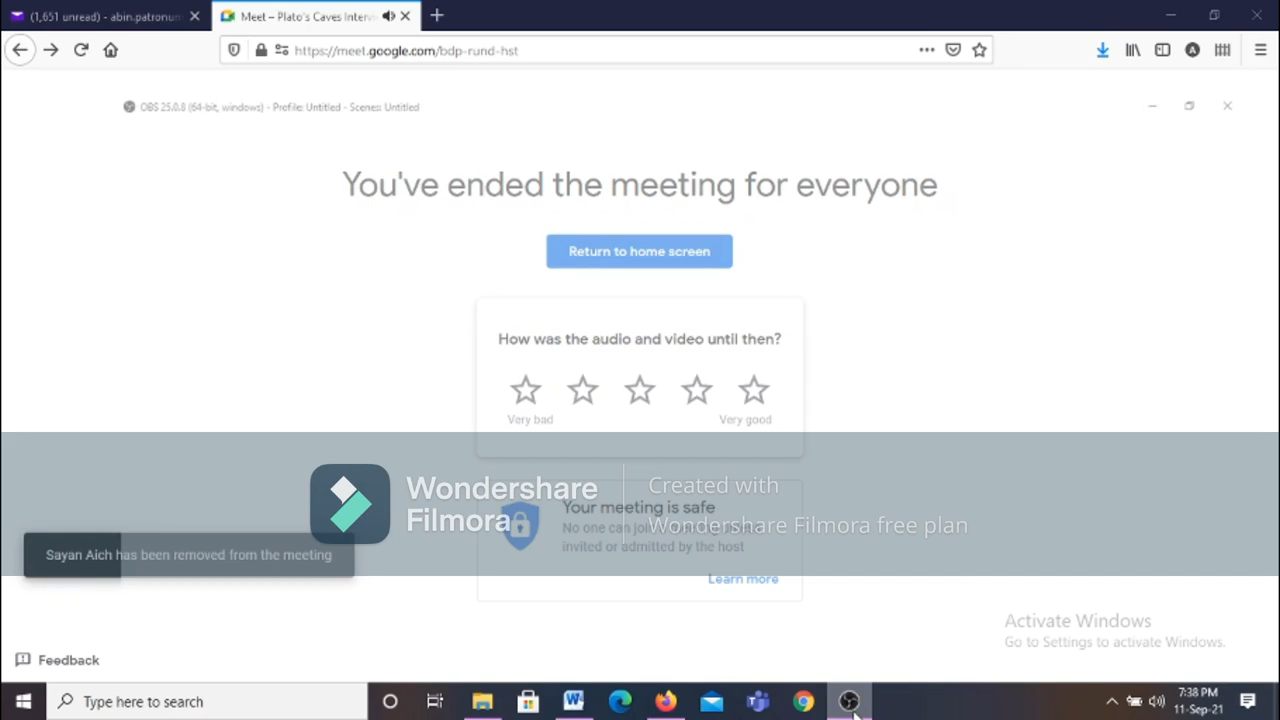 (1,651 unread) - abin.patronum
Meet – Plato's Caves Interv
https://meet.google.com/bdp-rund-hst
OBS 25.0.8 (64-bit, windows) - Profile: Untitled - Scenes: Untitled
You've ended the meeting for everyone
Return to home screen
How was the audio and video until then?
Very bad
Very good
Wondershare
Filmora
Created with
Wondershare Filmora free plan
Your meeting is safe
No one can join
invited or admitted by the host
Learn more
Sayan Aich has been removed from the meeting
Activate Windows
Go to Settings to activate Windows.
Feedback
Type here to search
7:38 PM
11-Sep-21